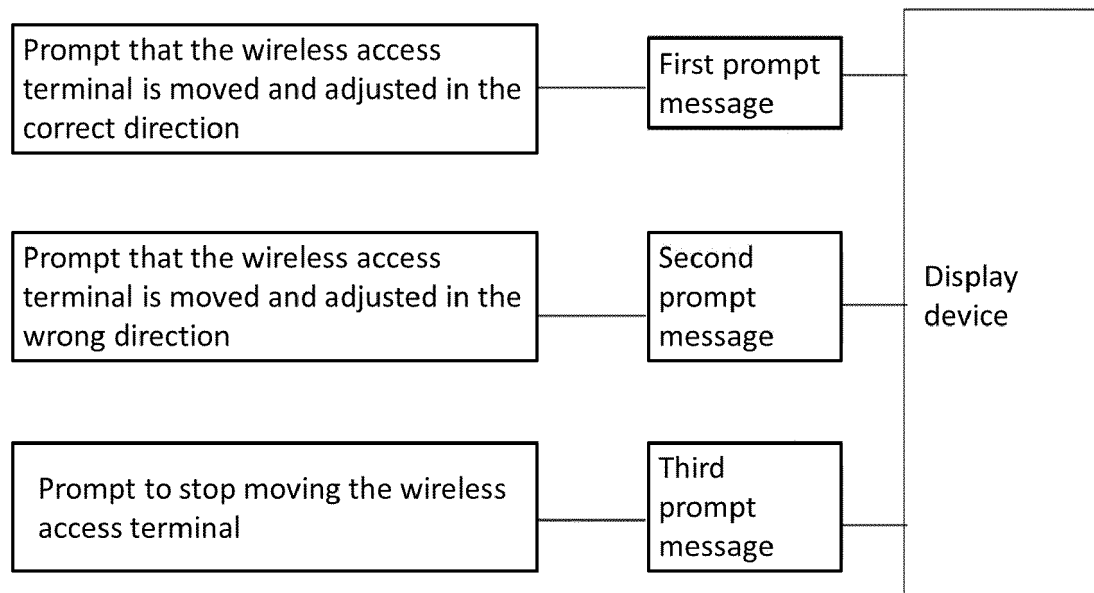 Prompt that the wireless access
terminal is moved and adjusted in the
correct direction
First prompt
message
Prompt that the wireless access
terminal is moved and adjusted in the
wrong direction
Second
prompt
message
Display
device
Prompt to stop moving the wireless
access terminal
Third
prompt
message